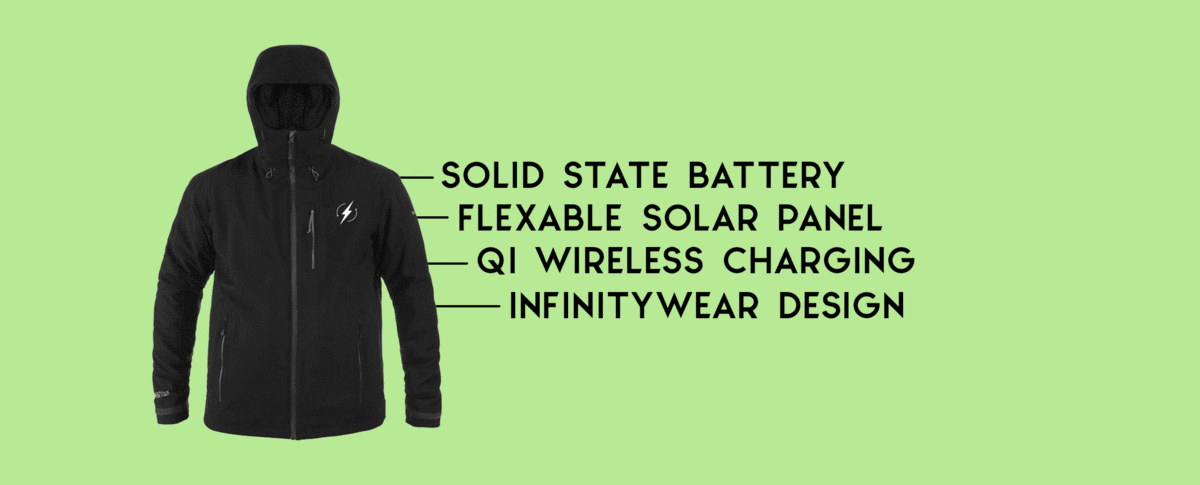 SOLID STATE BATTERY
FLEXABLE SOLAR PANEL
QI WIRELESS CHARGING
INFINITYWEAR DESIGN